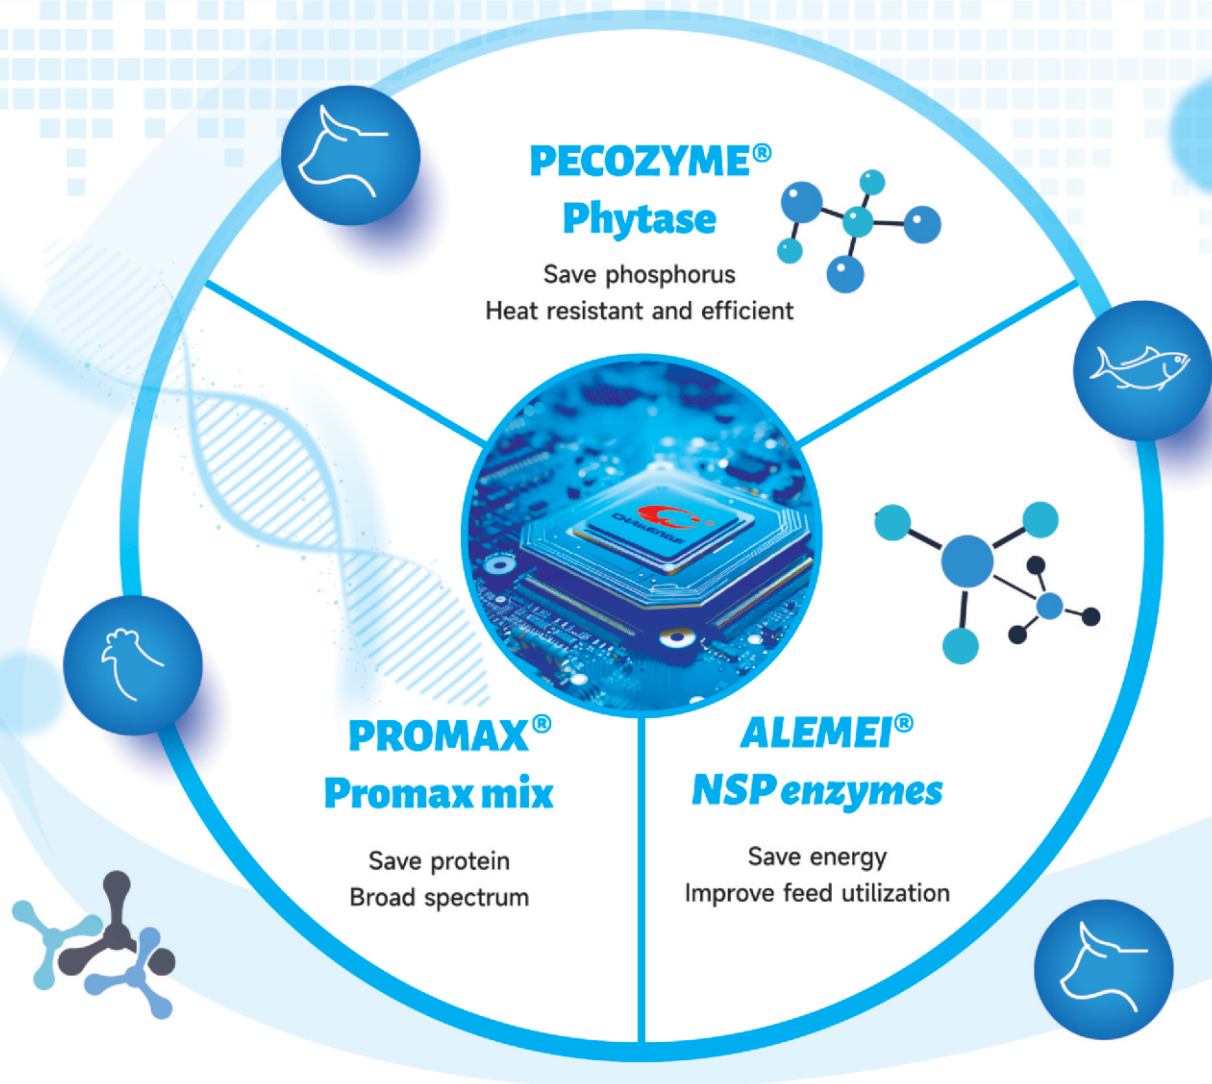 PECOZYME®
Phytase
Save phosphorus
Heat resistant and efficient
CHALLENGE
PROMAX®
Promax mix
Save protein
Broad spectrum
ALEMEI®
NSP enzymes
Save energy
Improve feed utilization